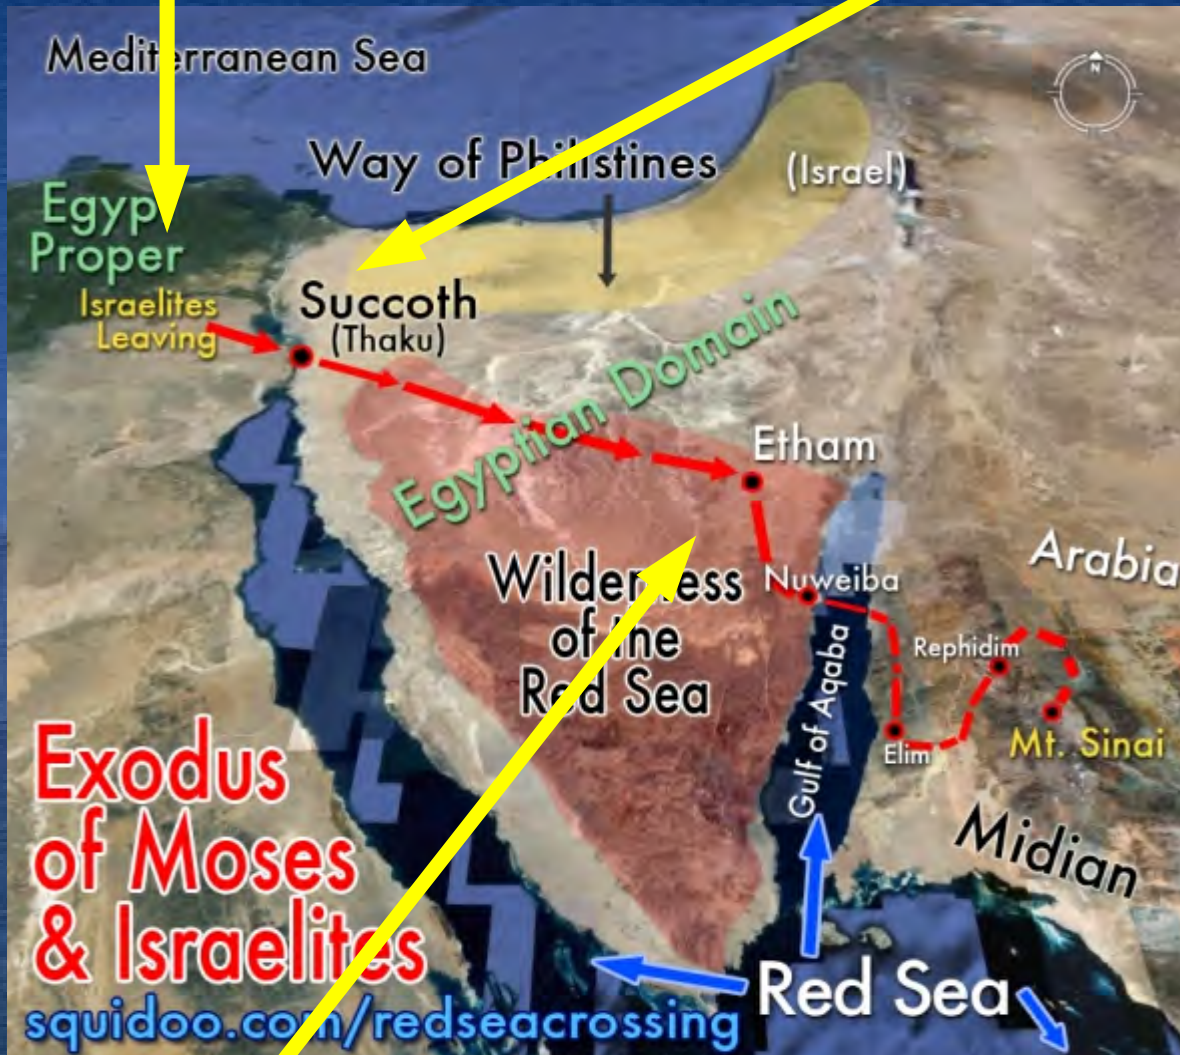 Mediterranean Sea
N
Way of Philistines
(Israel)
Egyp
Proper
Israelites
Leaving
Succoth
(Thaku)
Egyptian Domain
Etham
Wilderness
of the
Red Sea
Nuweiba
Arabia
Rephidim
Gulf of Aqaba
Elim
Mt. Sinai
Exodus
of Moses
& Israelites
Midian
Red Sea
squidoo.com/redseacrossing